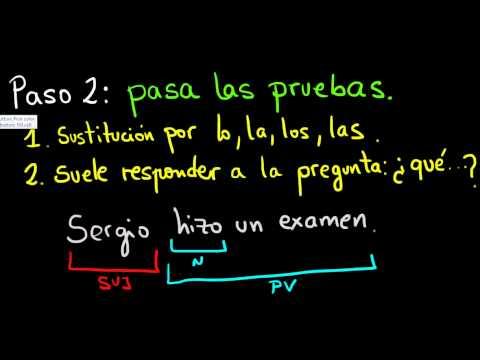 Paso 2: pasa las pruebas.
1. Sustitución por lo, la, los, las.
2. Suele responder a la pregunta: ¿qué...?
Sergio hizo un examen.
SUJ
N
PV